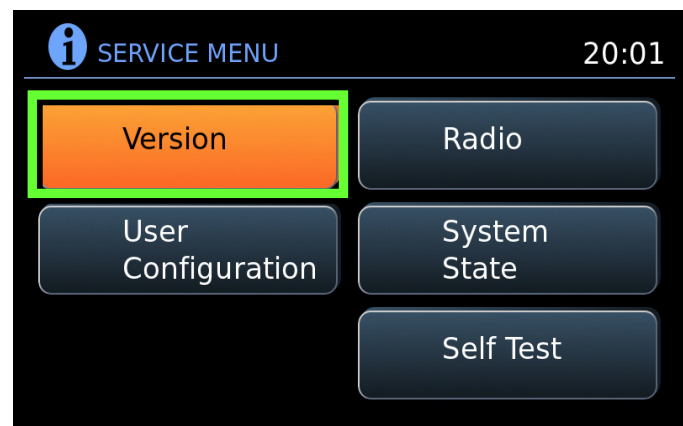 SERVICE MENU
20:01
Version
Radio
User
Configuration
System
State
Self Test